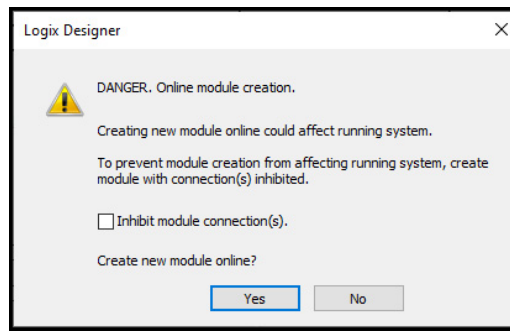 Logix Designer
DANGER. Online module creation.
Creating new module online could affect running system.
To prevent module creation from affecting running system, create
module with connection(s) inhibited.
Inhibit module connection(s).
Create new module online?
Yes No